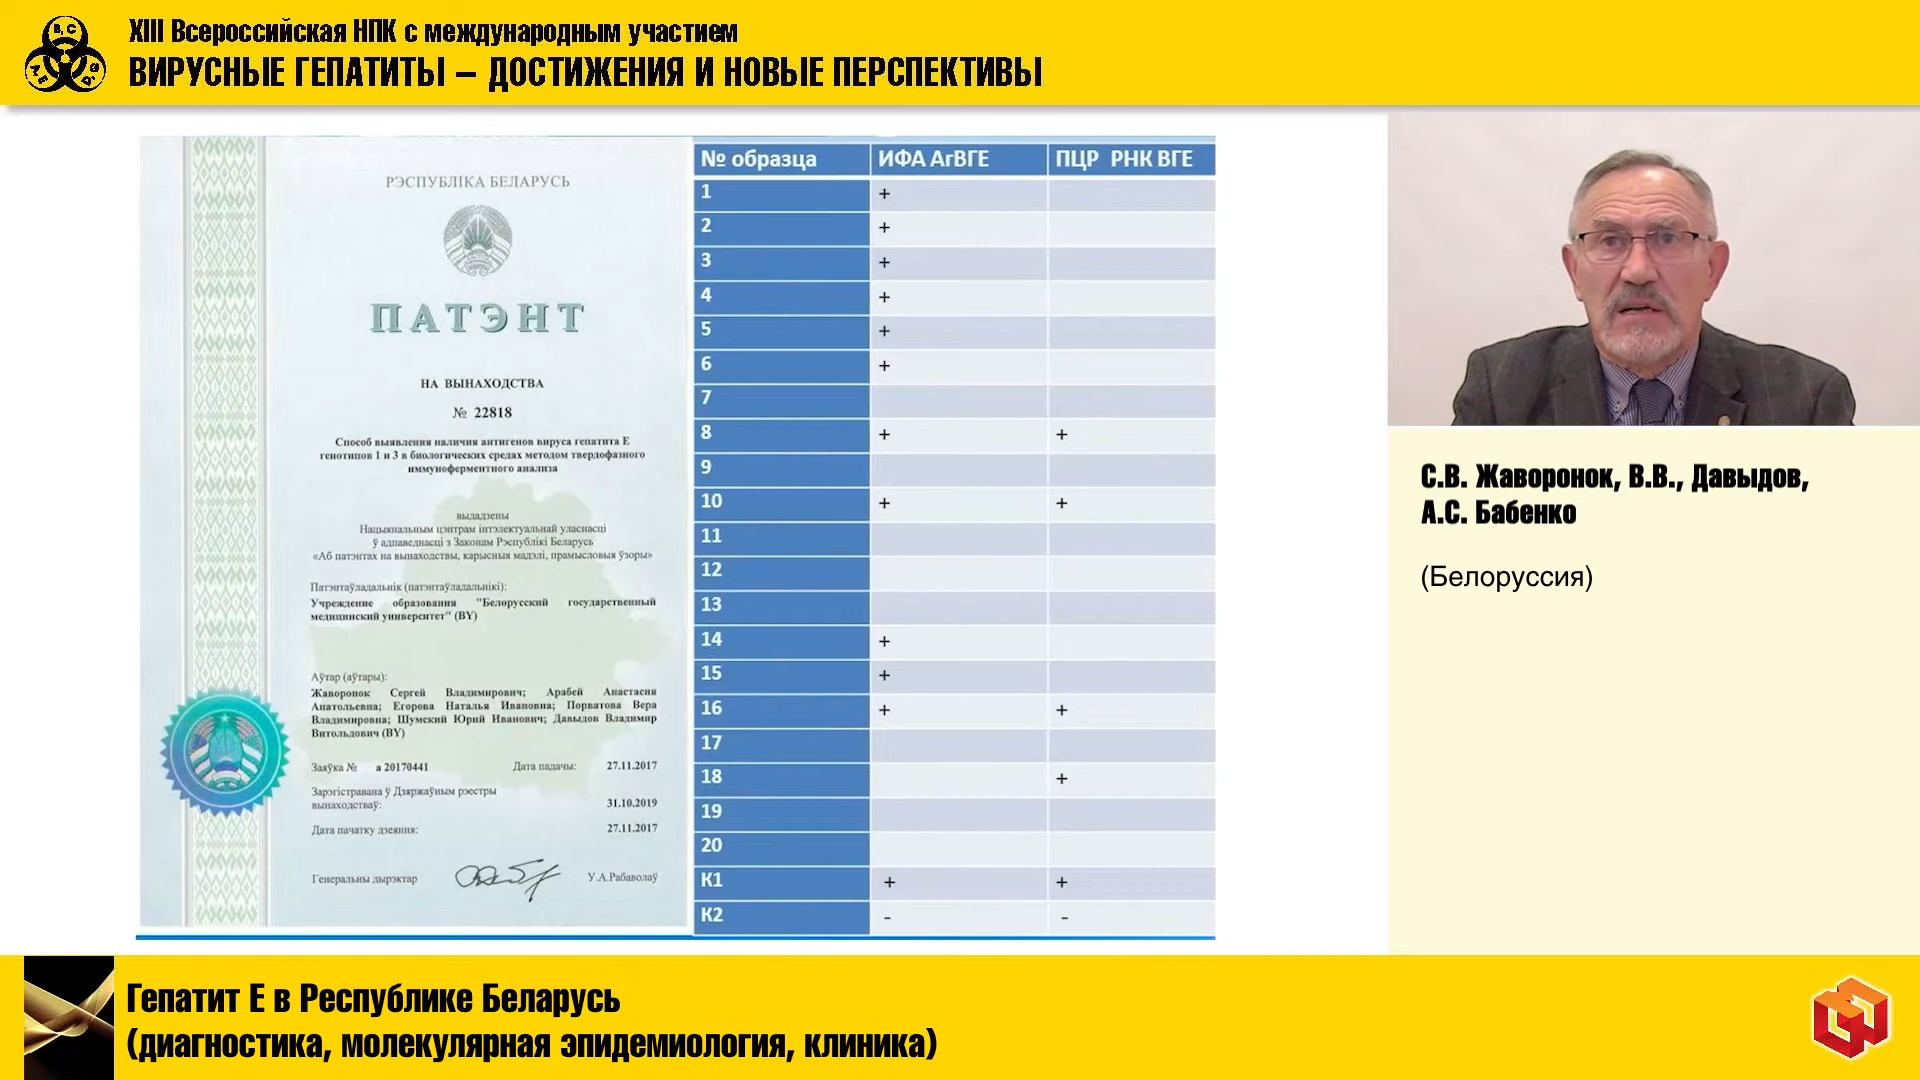 XIII Всероссийская НПК с международным участием
ВИРУСНЫЕ ГЕПАТИТЫ – ДОСТИЖЕНИЯ И НОВЫЕ ПЕРСПЕКТИВЫ
РЭСПУБЛІКА БЕЛАРУСЬ
ПАТЭНТ
НА ВЫНАХОДСТВА
№ 22818
Способ выявления наличия антигенов вируса гепатита Е
генотипов 1 и 3 в биологических средах методом твердофазного
иммуноферментного анализа
выдадзены
Нацыянальным цэнтрам інтэлектуальнай уласнасці
ў адпаведнасці з Законам Рэспублікі Беларусь
«Аб патэнтах на вынаходствы, карысныя мадэлі, прамысловыя ўзоры»
Патэнтаўладальнік (патэнтаўладальнікі):
Учреждение образования "Белорусский государственный
медицинский университет" (BY)
Аўтар (аўтары):
Жаворонок Сергей Владимирович; Арабей Анастасия
Анатольевна; Егорова Наталья Ивановна; Порватова Вера
Владимировна; Шумский Юрий Иванович; Давыдов Владимир
Витольдович (BY)
Заяўка № а 20170441 Дата падачы: 27.11.2017
Зарэгістравана ў Дзяржаўным рэестры
вынаходстваў: 31.10.2019
Дата пачатку дзеяння: 27.11.2017
Генеральны дырэктар У.А.Рабаволаў
№ образца ИФА АгВГЕ ПЦР РНК ВГЕ
1 +
2 +
3 +
4 +
5 +
6 +
7
8 + +
9
10 + +
11
12
13
14 +
15 +
16 + +
17
18 +
19
20
К1 + +
К2 - -
С.В. Жаворонок, В.В., Давыдов,
А.С. Бабенко
(Белоруссия)
Гепатит Е в Республике Беларусь
(диагностика, молекулярная эпидемиология, клиника)